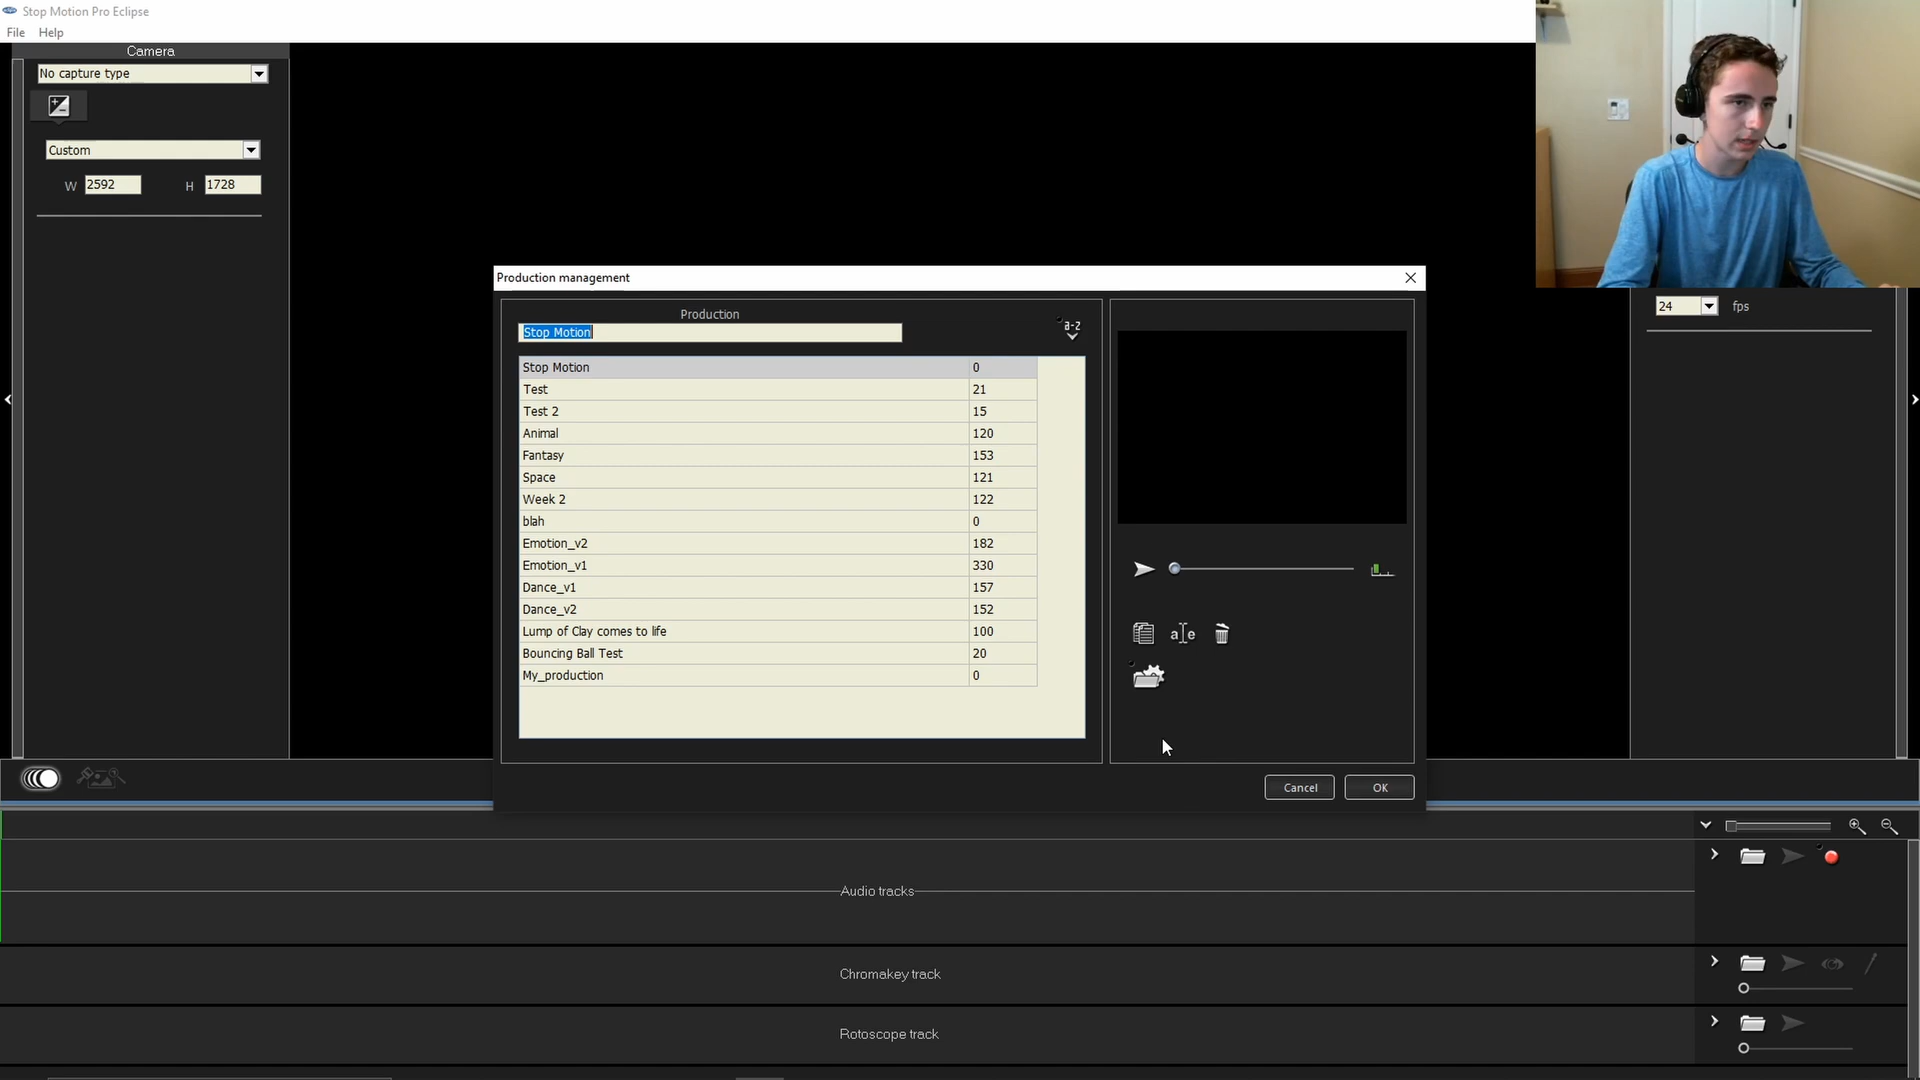 Stop Motion Pro Eclipse
File Help
Camera
No capture type
Custom
W 2592 H 1728
24 fps
Production management
Production
Stop Motion
a-z
Stop Motion 0
Test 21
Test 2 15
Animal 120
Fantasy 153
Space 121
Week 2 122
blah 0
Emotion_v2 182
Emotion_v1 330
Dance_v1 157
Dance_v2 152
Lump of Clay comes to life 100
Bouncing Ball Test 20
My_production 0
a e
Cancel OK
Audio tracks
Chromakey track
Rotoscope track